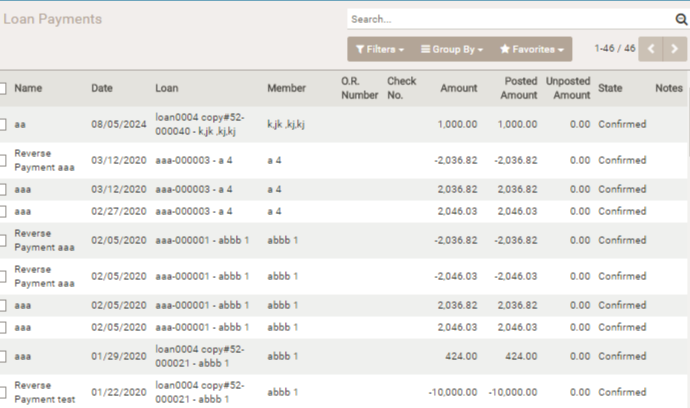 Loan Payments
Search...
Filters Group By Favorites 1-46 / 46
Name Date Loan Member O.R. Number Check No. Amount Posted Amount Unposted Amount State Notes
aa 08/05/2024 loan0004 copy#52-000040 - k,jk ,kj,kj k,jk ,kj,kj 1,000.00 1,000.00 0.00 Confirmed
Reverse Payment aaa 03/12/2020 aaa-000003 - a 4 a 4 -2,036.82 -2,036.82 0.00 Confirmed
aaa 03/12/2020 aaa-000003 - a 4 a 4 2,036.82 2,036.82 0.00 Confirmed
aaa 02/27/2020 aaa-000003 - a 4 a 4 2,046.03 2,046.03 0.00 Confirmed
Reverse Payment aaa 02/05/2020 aaa-000001 - abbb 1 abbb 1 -2,036.82 -2,036.82 0.00 Confirmed
Reverse Payment aaa 02/05/2020 aaa-000001 - abbb 1 abbb 1 -2,046.03 -2,046.03 0.00 Confirmed
aaa 02/05/2020 aaa-000001 - abbb 1 abbb 1 2,036.82 2,036.82 0.00 Confirmed
aaa 02/05/2020 aaa-000001 - abbb 1 abbb 1 2,046.03 2,046.03 0.00 Confirmed
aaa 01/29/2020 loan0004 copy#52-000021 - abbb 1 abbb 1 424.00 424.00 0.00 Confirmed
Reverse Payment test 01/22/2020 loan0004 copy#52-000021 - abbb 1 abbb 1 -10,000.00 -10,000.00 0.00 Confirmed